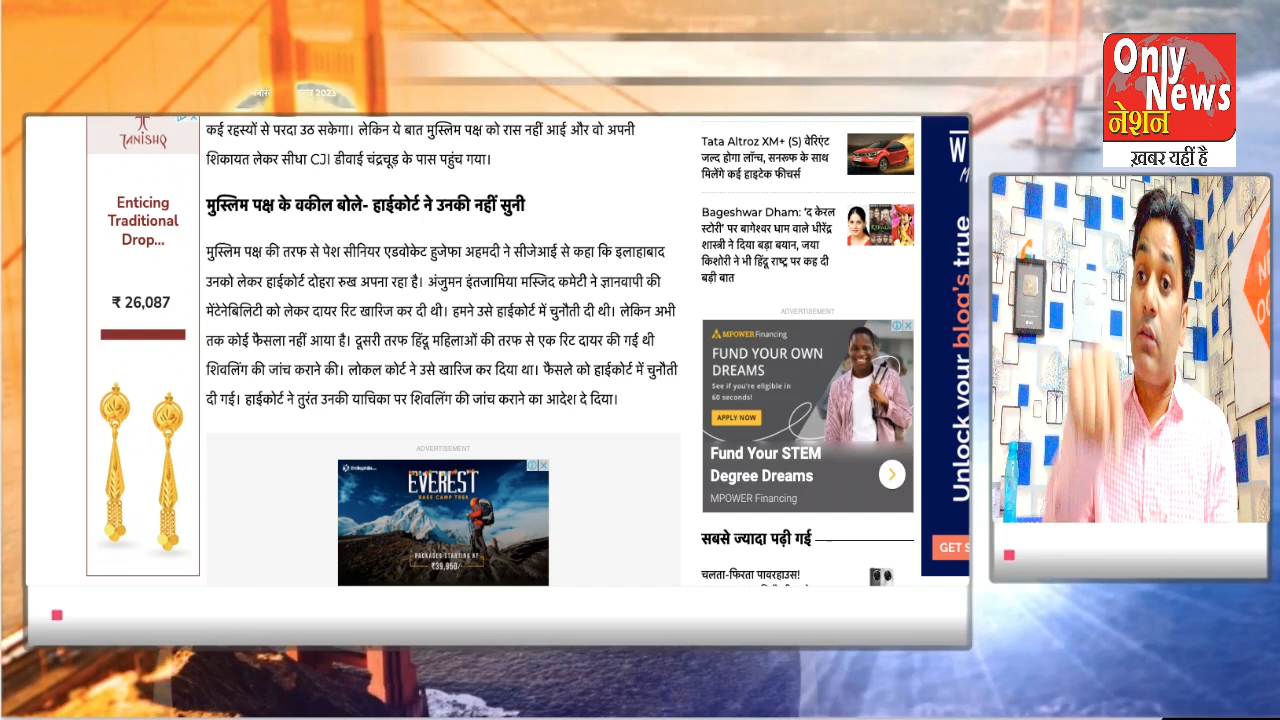 2023
TANISHQ
Enticing
Traditional
Drop...
₹ 26,087
कई रहस्यों से परदा उठ सकेगा। लेकिन ये बात मुस्लिम पक्ष को रास नहीं आई और वो अपनी
शिकायत लेकर सीधा CJI डीवाई चंद्रचूड़ के पास पहुंच गया।
मुस्लिम पक्ष के वकील बोले- हाईकोर्ट ने उनकी नहीं सुनी
मुस्लिम पक्ष की तरफ से पेश सीनियर एडवोकेट हुजेफा अहमदी ने सीजेआई से कहा कि इलाहाबाद
उनको लेकर हाईकोर्ट दोहरा रुख अपना रहा है। अंजुमन इंतजामिया मस्जिद कमेटी ने ज्ञानवापी की
मेंटेनेबिलिटी को लेकर दायर रिट खारिज कर दी थी। हमने उसे हाईकोर्ट में चुनौती दी थी। लेकिन अभी
तक कोई फैसला नहीं आया है। दूसरी तरफ हिंदू महिलाओं की तरफ से एक रिट दायर की गई थी
शिवलिंग की जांच कराने की। लोकल कोर्ट ने उसे खारिज कर दिया था। फैसले को हाईकोर्ट में चुनौती
दी गई। हाईकोर्ट ने तुरंत उनकी याचिका पर शिवलिंग की जांच कराने का आदेश दे दिया।
ADVERTISEMENT
EVEREST
BASE CAMP TREK
PACKAGES STARTING AT
₹39,950/-
Tata Altroz XM+ (S) वेरिएंट
जल्द होगा लॉन्च, सनरूफ के साथ
मिलेंगे कई हाइटेक फीचर्स
Bageshwar Dham: ‘द केरल
स्टोरी’ पर बागेश्वर धाम वाले धीरेंद्र
शास्त्री ने दिया बड़ा बयान, जया
किशोरी ने भी हिंदू राष्ट्र पर कह दी
बड़ी बात
ADVERTISEMENT
MPOWER Financing
FUND YOUR OWN
DREAMS
See if you're eligible in
60 seconds!
APPLY NOW
Fund Your STEM
Degree Dreams
MPOWER Financing
सबसे ज्यादा पढ़ी गई
चलता-फिरता पावरहाउस!
Unlock your blog's true
GET S
Only
News
नेशन
ख़बर यहीं है